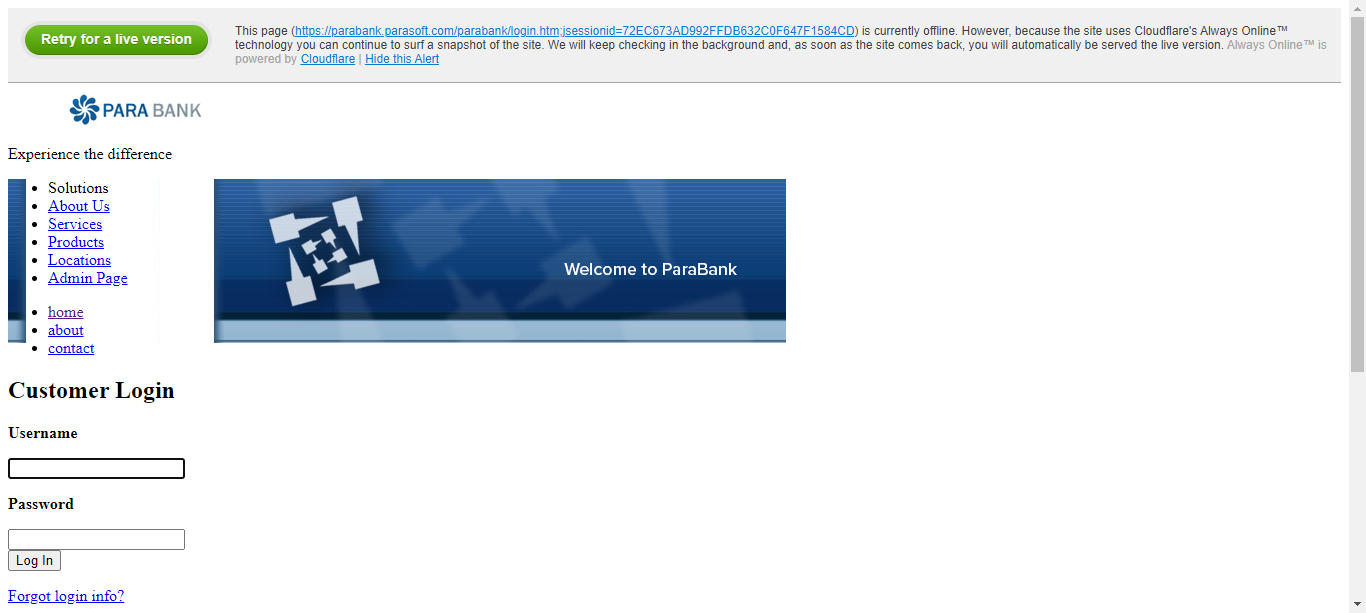 Retry for a live version
This page (https://parabank.parasoft.com/parabank/login.htm;jsessionid=72EC673AD992FFDB632C0F647F1584CD) is currently offline. However, because the site uses Cloudflare's Always Online™
technology you can continue to surf a snapshot of the site. We will keep checking in the background and, as soon as the site comes back, you will automatically be served the live version. Always Online™ is
powered by Cloudflare | Hide this Alert
PARA BANK
Experience the difference
Solutions
About Us
Services
Products
Locations
Admin Page
home
about
contact
Welcome to ParaBank
Customer Login
Username
Password
Log In
Forgot login info?